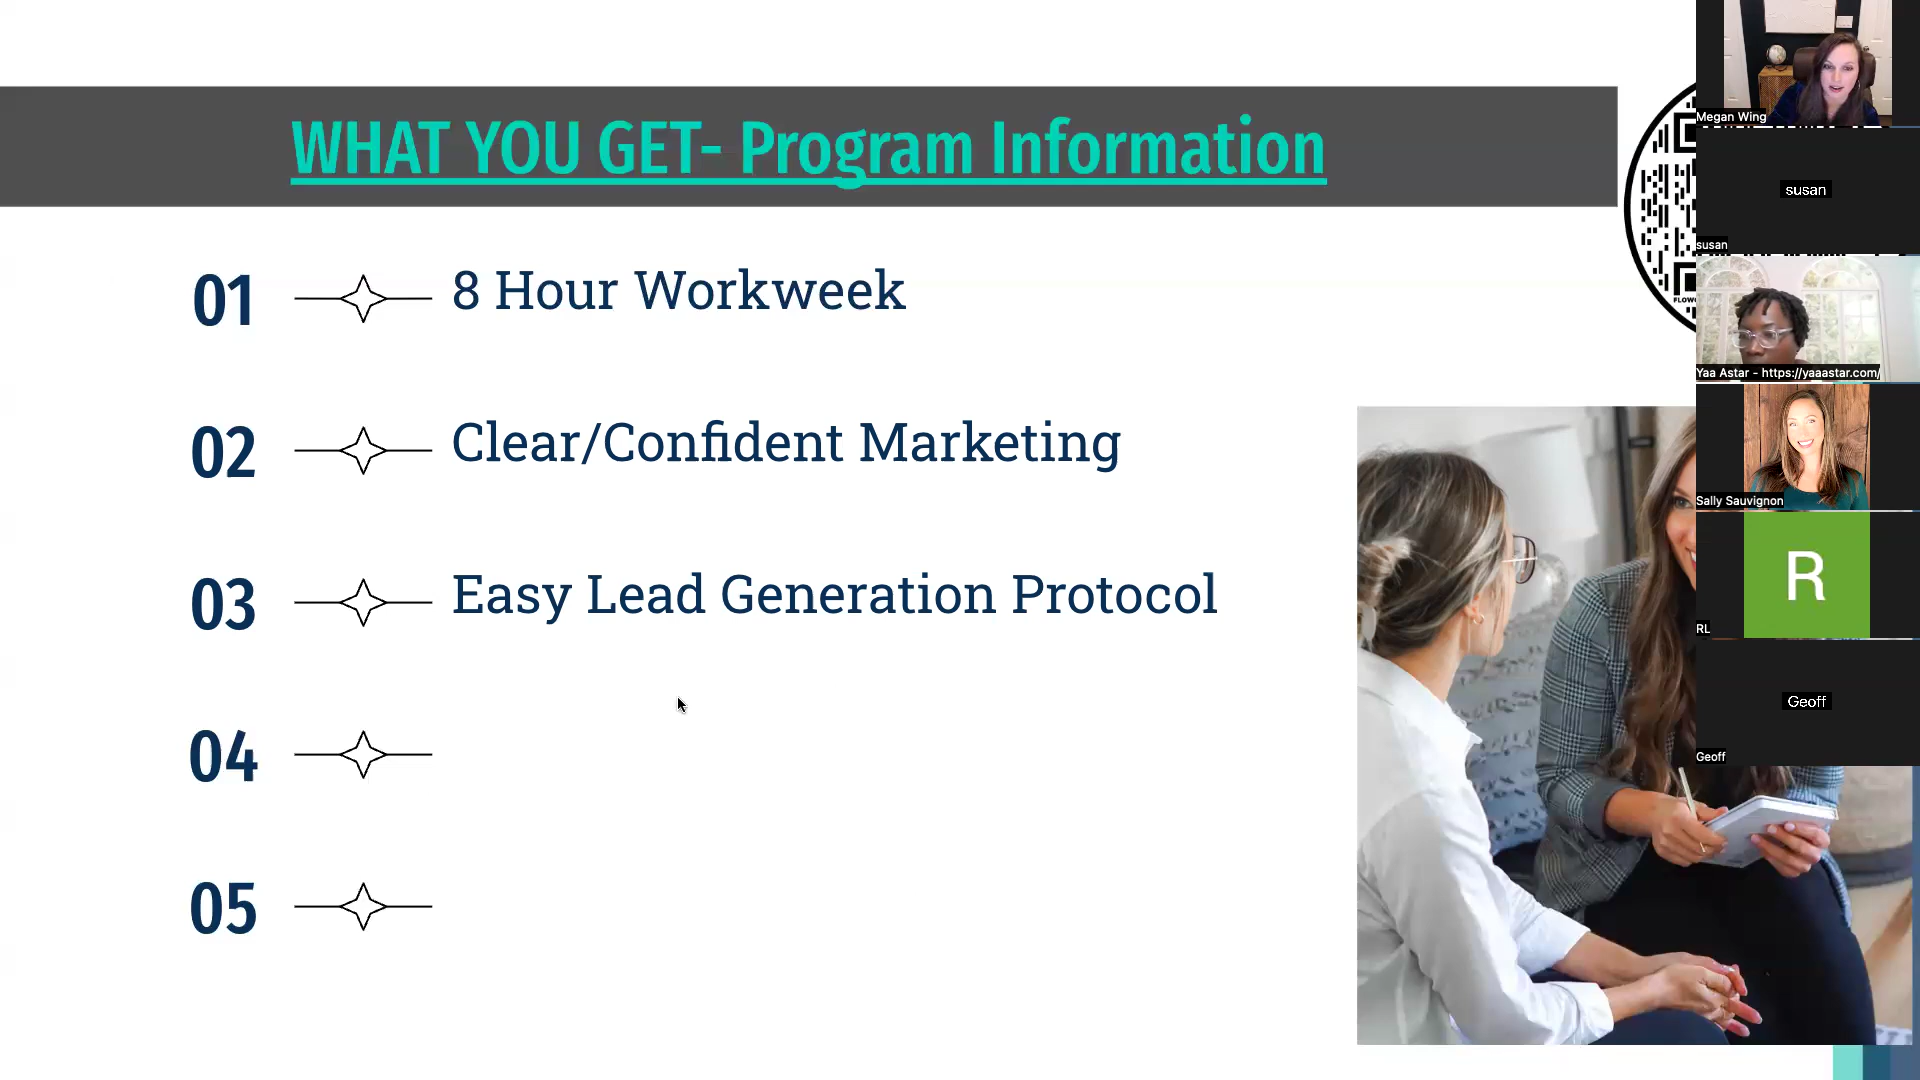 WHAT YOU GET- Program Information
01
8 Hour Workweek
02
Clear/Confident Marketing
03
Easy Lead Generation Protocol
04
05
Megan Wing
susan
susan
Yaa Astar - https://yaaastar.com/
Sally Sauvignon
R
RL
Geoff
Geoff